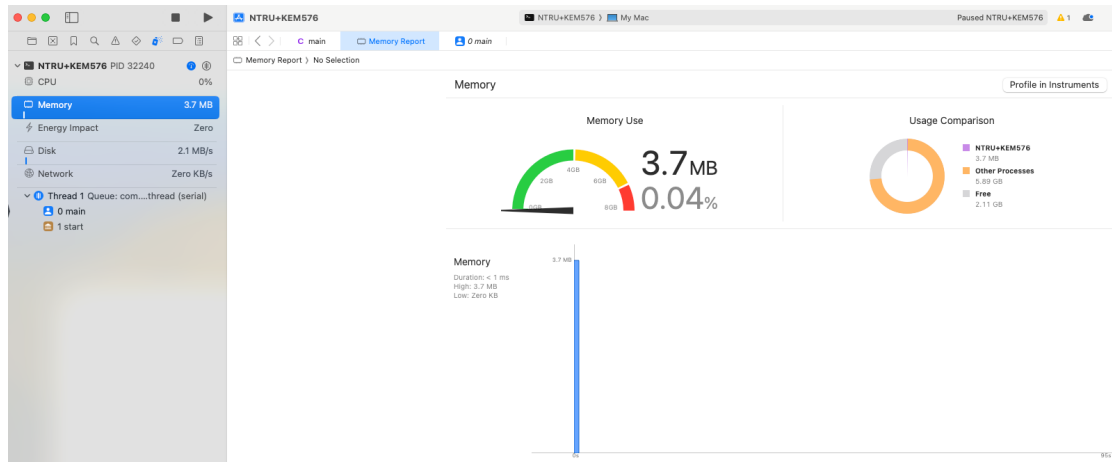 NTRU+KEM576
NTRU+KEM576 〉 My Mac
Paused NTRU+KEM576
1
C main
Memory Report
0 main
NTRU+KEM576 PID 32240
Memory Report 〉 No Selection
CPU 0%
Memory 3.7 MB
Energy Impact Zero
Disk 2.1 MB/s
Network Zero KB/s
Thread 1 Queue: com....thread (serial)
0 main
1 start
Memory
Profile in Instruments
Memory Use
0GB
2GB
4GB
6GB
8GB
3.7 MB
0.04%
Usage Comparison
NTRU+KEM576
3.7 MB
Other Processes
5.89 GB
Free
2.11 GB
Memory
Duration: < 1 ms
High: 3.7 MB
Low: Zero KB
3.7 MB
0s